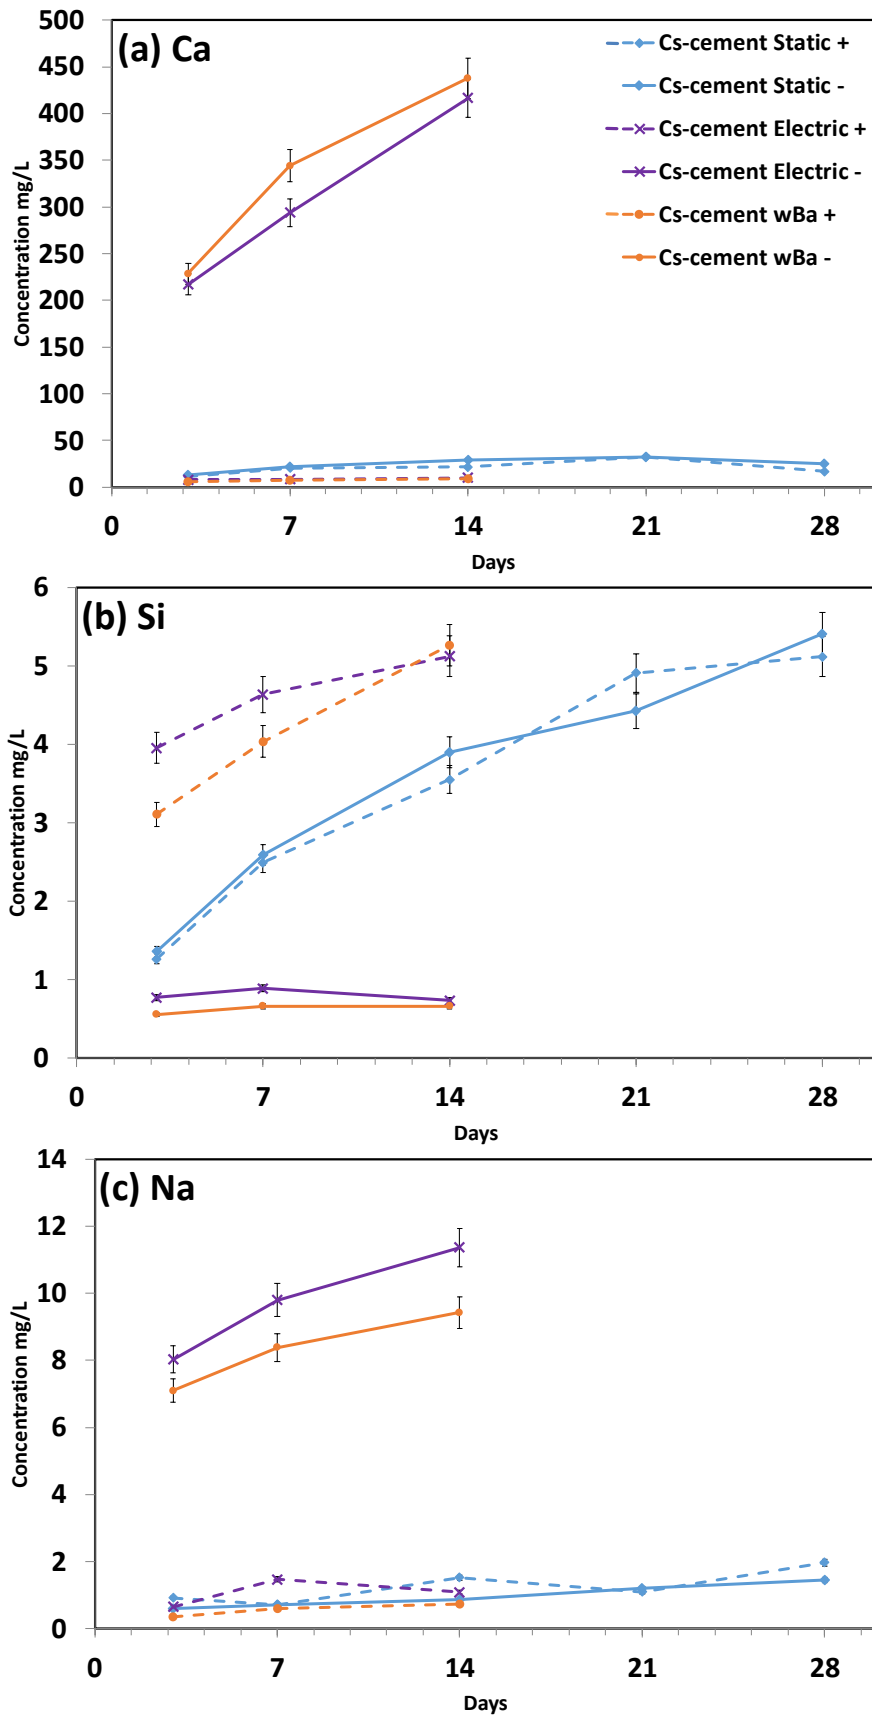 (a) Ca
500
450
400
350
300
250
200
150
100
50
0
Concentration mg/L
Cs-cement Static +
Cs-cement Static -
Cs-cement Electric +
Cs-cement Electric -
Cs-cement wBa +
Cs-cement wBa -
0 7 14 21 28
Days
(b) Si
6
5
4
3
2
1
0
Concentration mg/L
0 7 14 21 28
Days
(c) Na
14
12
10
8
6
4
2
0
Concentration mg/L
0 7 14 21 28
Days